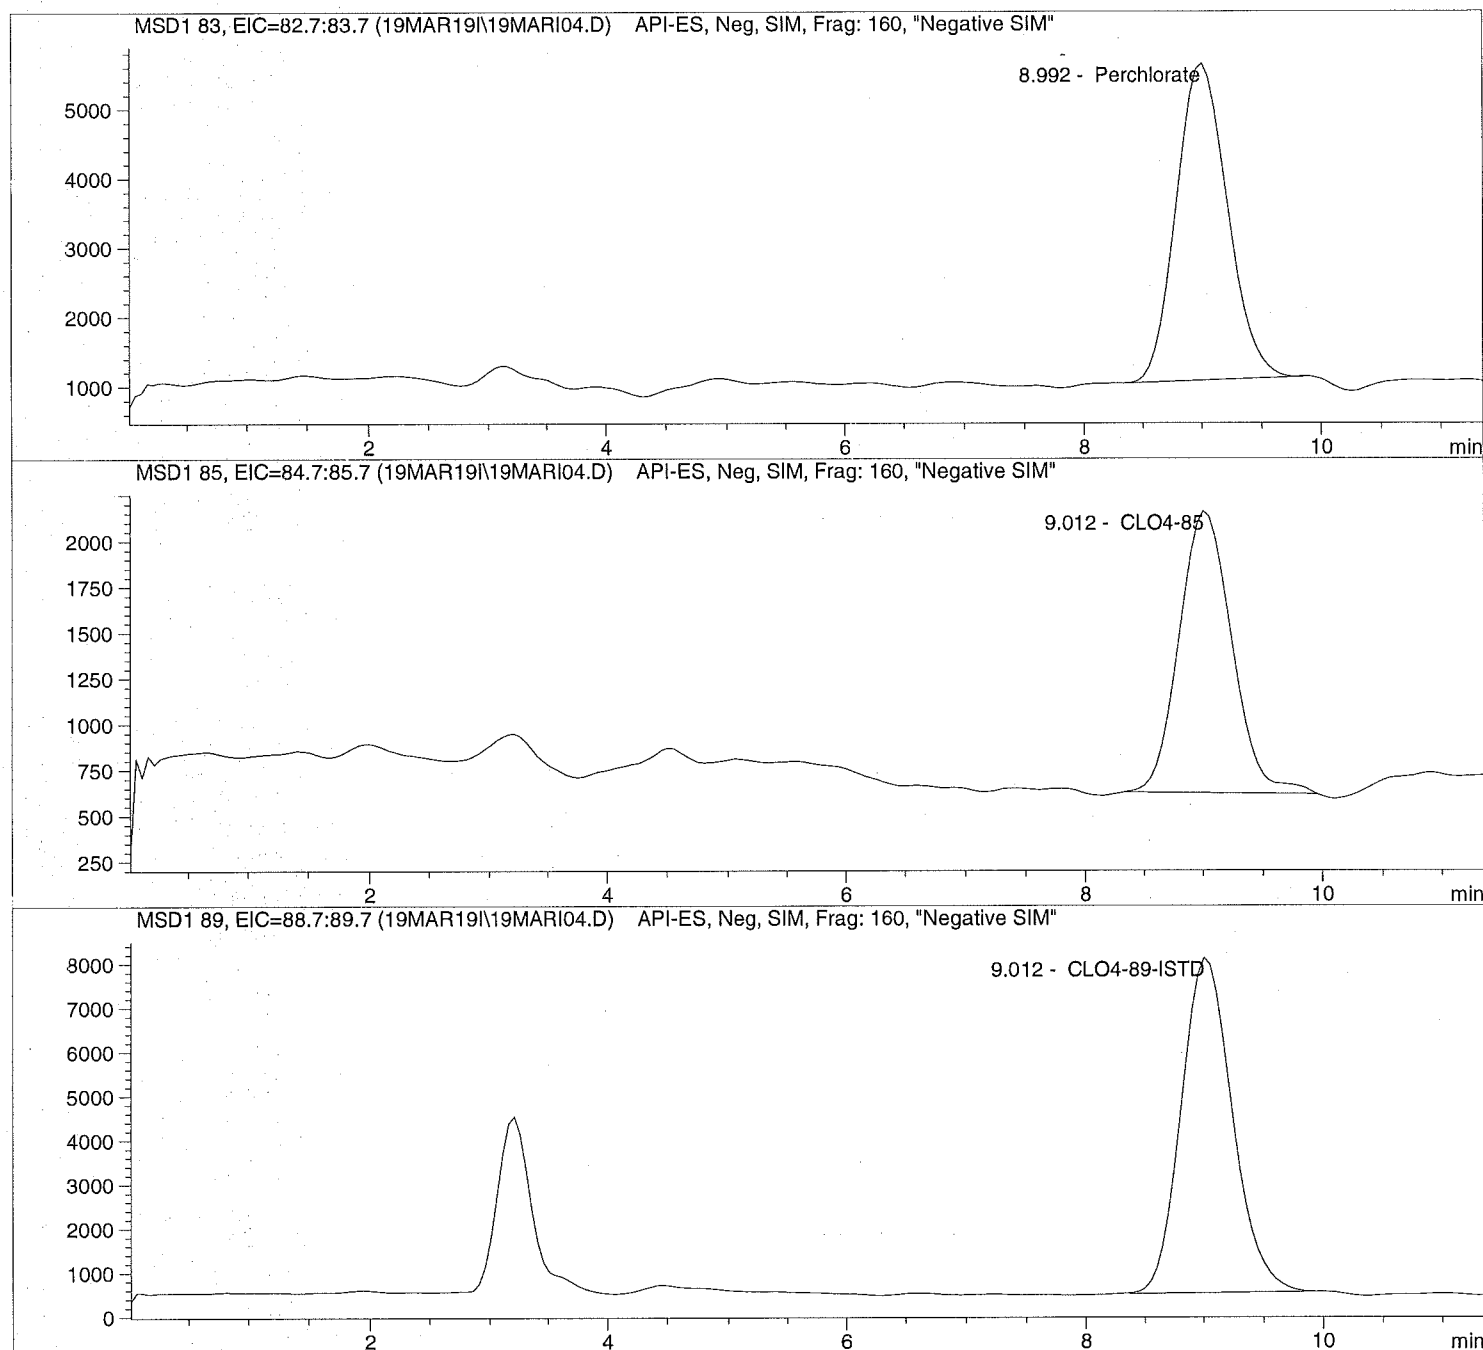 MSD1 83, EIC=82.7:83.7 (19MAR19I\19MARI04.D) API-ES, Neg, SIM, Frag: 160, "Negative SIM"
8.992 - Perchlorate
5000
4000
3000
2000
1000
2 4 6 8 10 min
MSD1 85, EIC=84.7:85.7 (19MAR19I\19MARI04.D) API-ES, Neg, SIM, Frag: 160, "Negative SIM"
9.012 - CLO4-85
2000
1750
1500
1250
1000
750
500
250
2 4 6 8 10 min
MSD1 89, EIC=88.7:89.7 (19MAR19I\19MARI04.D) API-ES, Neg, SIM, Frag: 160, "Negative SIM"
9.012 - CLO4-89-ISTD
8000
7000
6000
5000
4000
3000
2000
1000
0
2 4 6 8 10 min